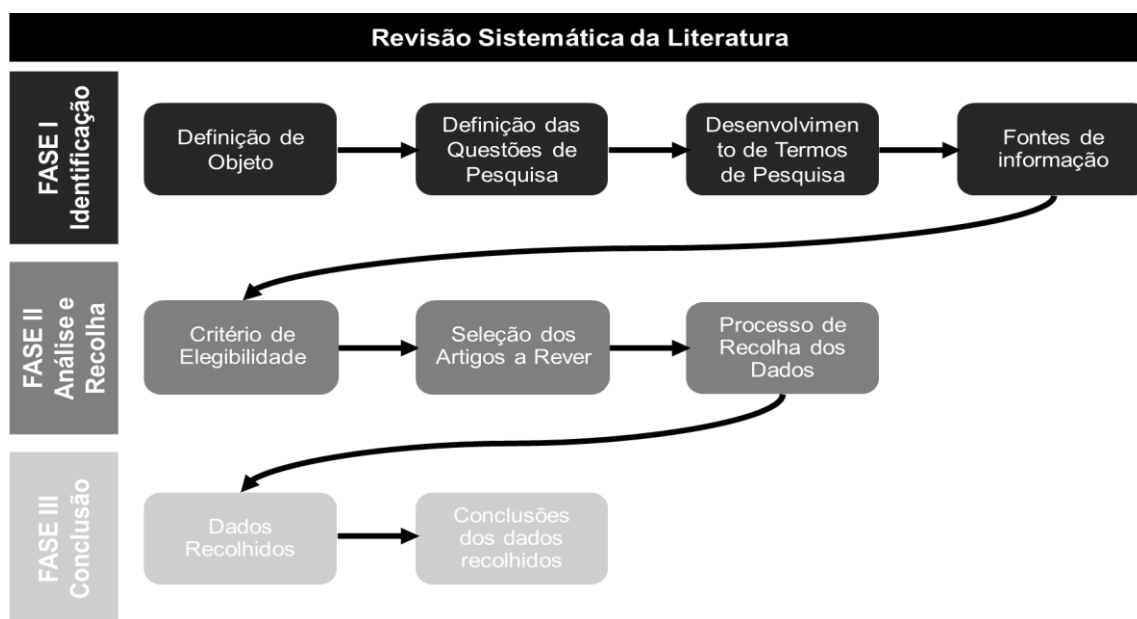 Revisão Sistemática da Literatura
FASE I
Identificação
Definição de
Objeto
Definição das
Questões de
Pesquisa
Desenvolvimen
to de Termos
de Pesquisa
Fontes de
informação
FASE II
Análise e
Recolha
Critério de
Elegibilidade
Seleção dos
Artigos a Rever
Processo de
Recolha dos
Dados
FASE III
Conclusão
Dados
Recolhidos
Conclusões
dos dados
recolhidos